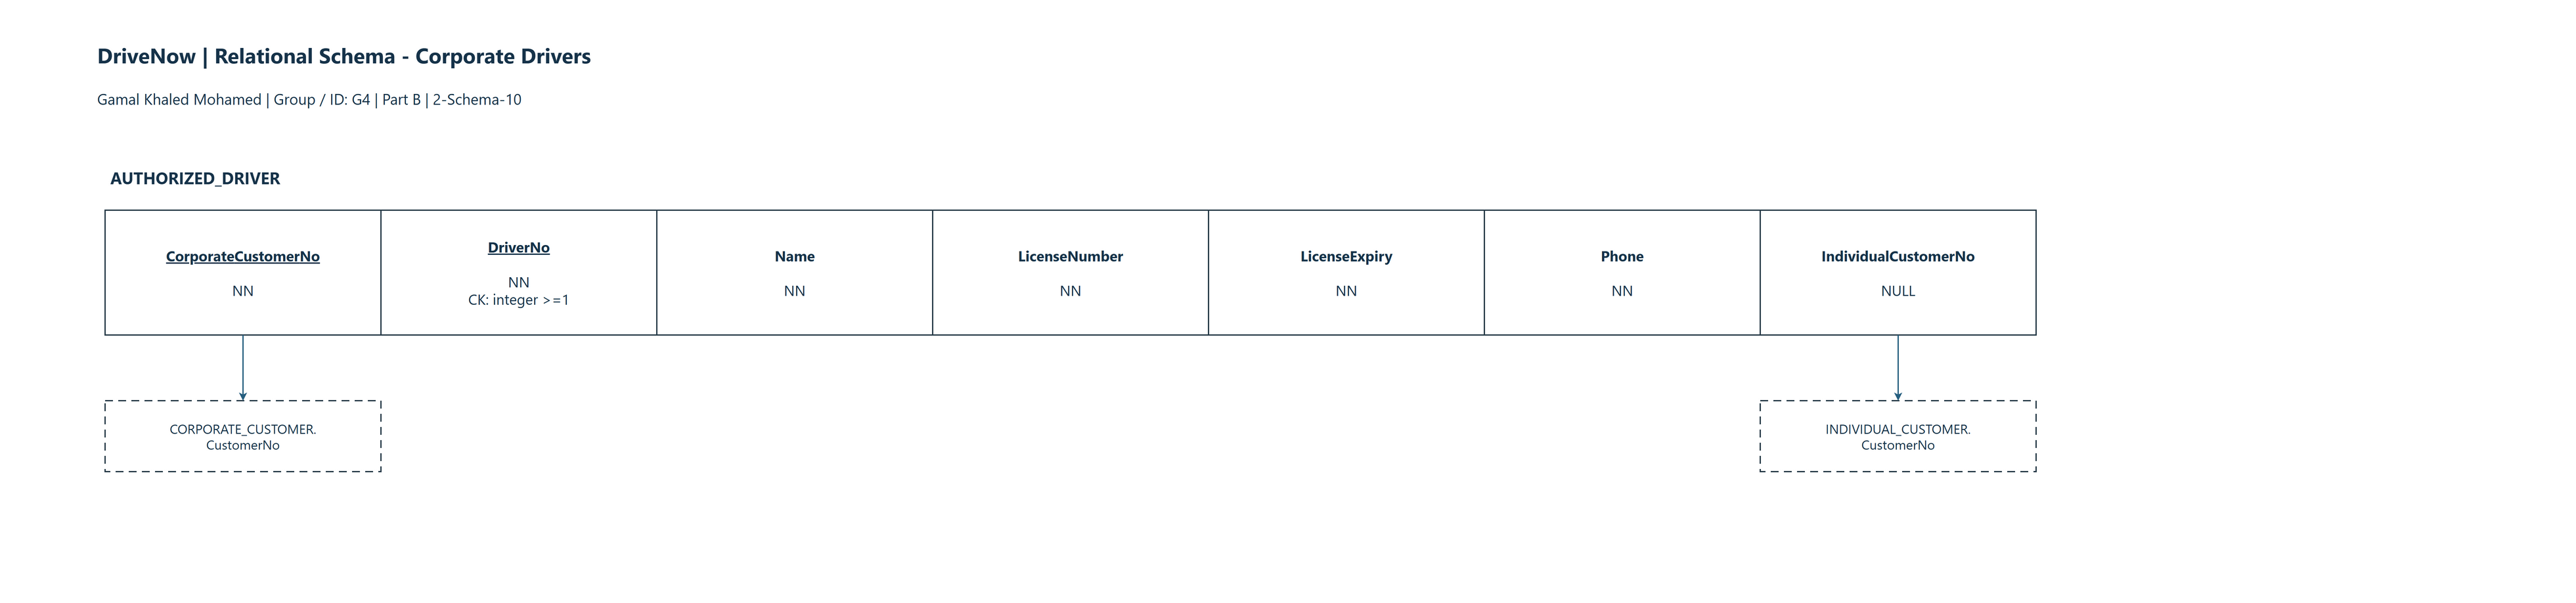 DriveNow | Relational Schema - Corporate Drivers
Gamal Khaled Mohamed | Group / ID: G4 | Part B | 2-Schema-10
AUTHORIZED_DRIVER
CorporateCustomerNo
NN
DriverNo
NN
CK: integer >=1
Name
NN
LicenseNumber
NN
LicenseExpiry
NN
Phone
NN
IndividualCustomerNo
NULL
CORPORATE_CUSTOMER.
CustomerNo
INDIVIDUAL_CUSTOMER.
CustomerNo